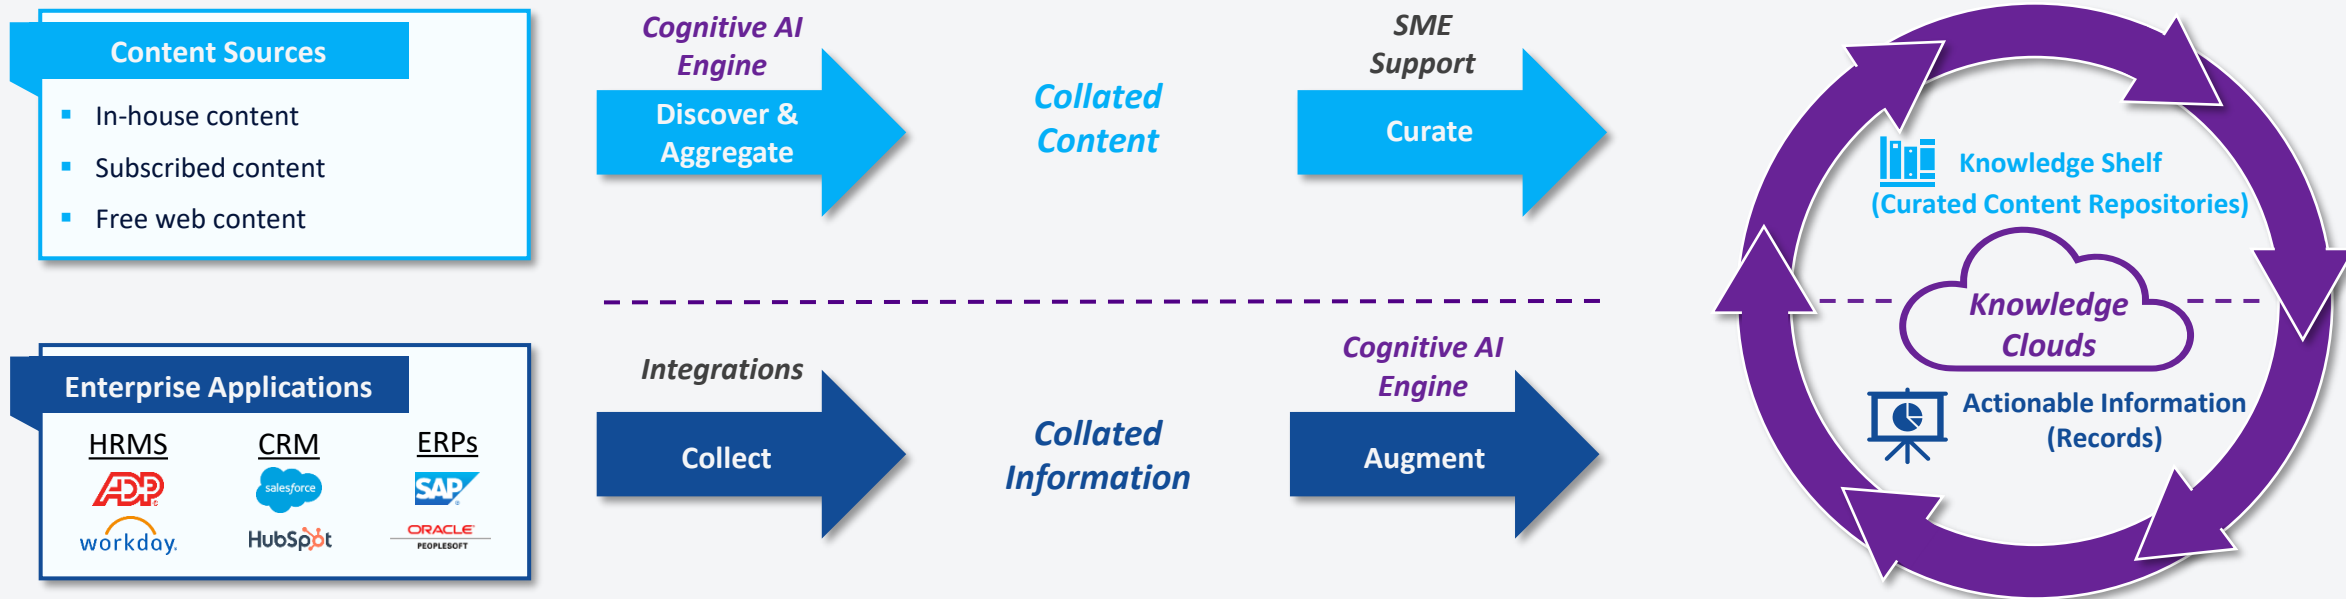 Content Sources
In-house content
Subscribed content
Free web content
Cognitive AI
Engine
Discover &
Aggregate
Collated
Content
SME
Support
Curate
Knowledge Shelf
(Curated Content Repositories)
Knowledge
Clouds
Actionable Information
(Records)
Enterprise Applications
HRMS
CRM
ERPs
ADP
salesforce
SAP
workday.
HubSpot
ORACLE
PEOPLESOFT
Integrations
Collect
Collated
Information
Cognitive AI
Engine
Augment